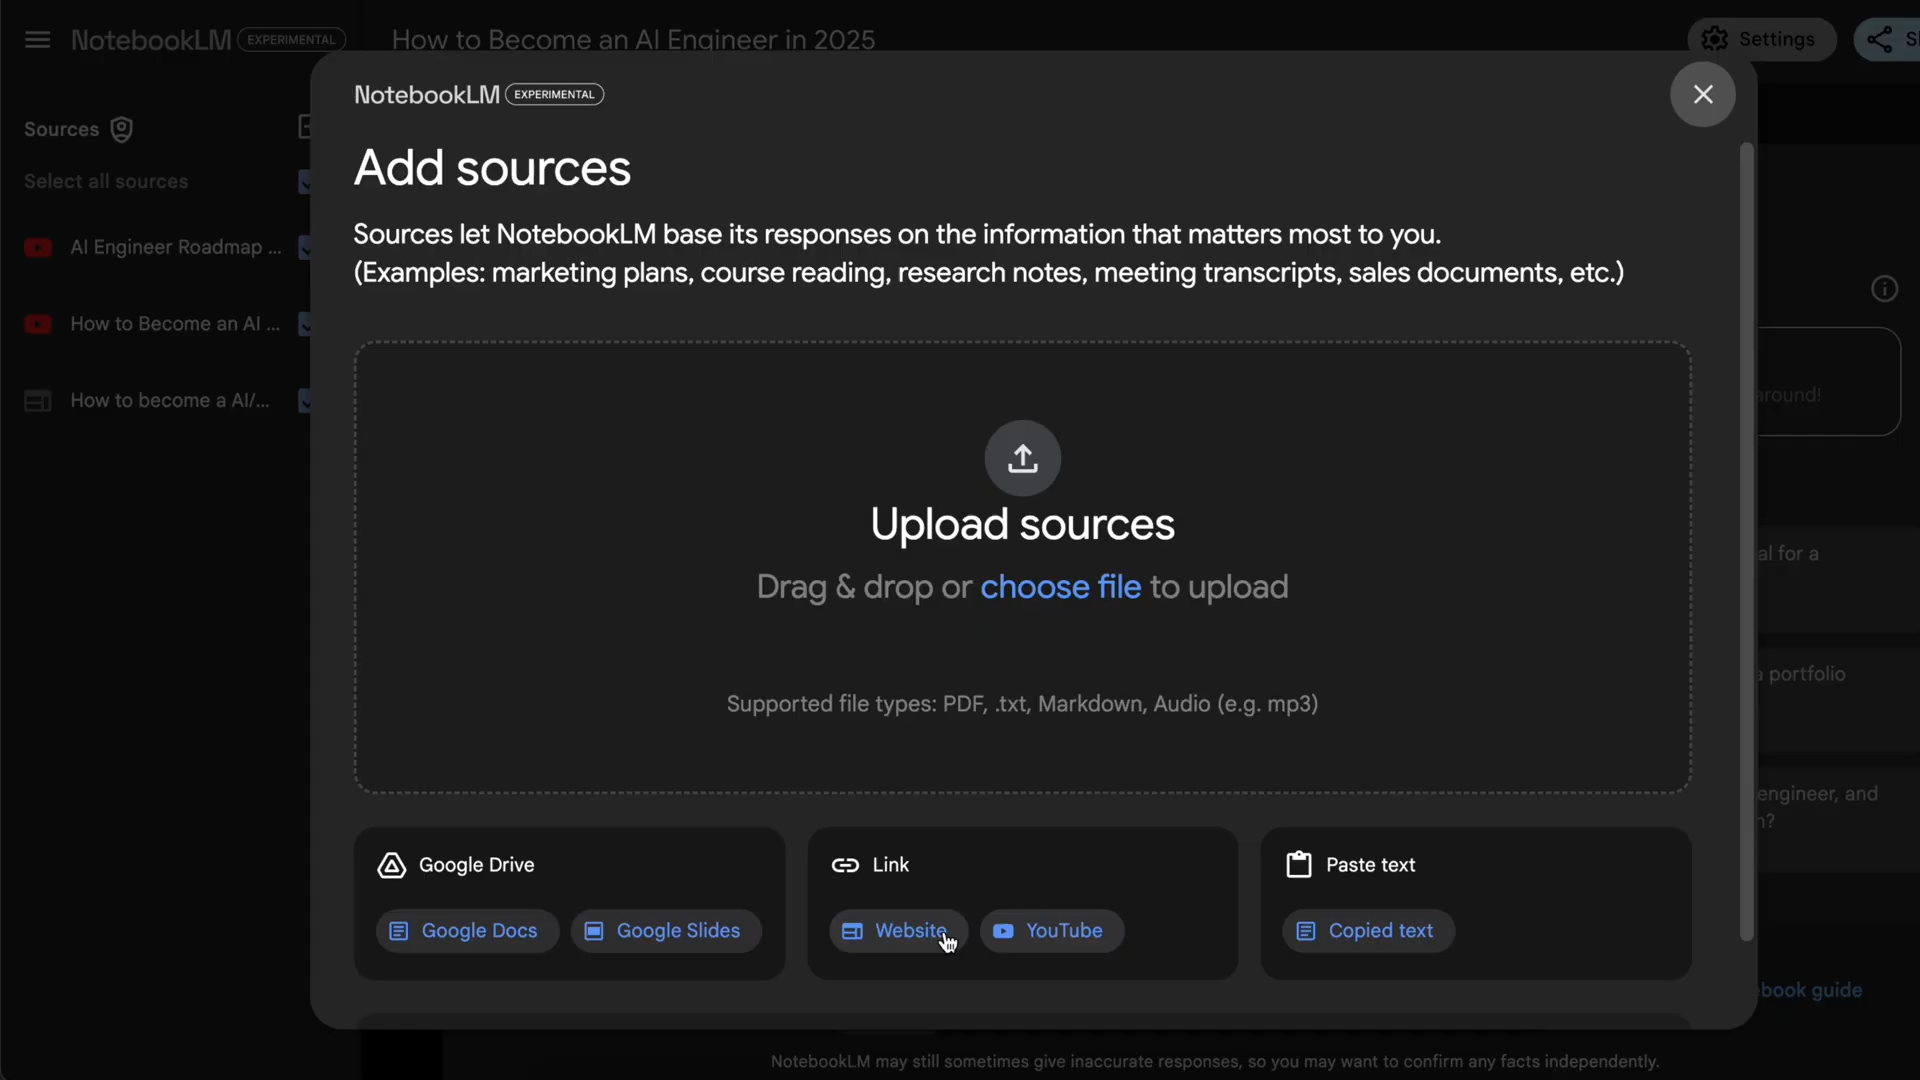 NotebookLM EXPERIMENTAL
How to Become an AI Engineer in 2025
Settings
NotebookLM EXPERIMENTAL
Sources
Select all sources
AI Engineer Roadmap ...
How to Become an AI ...
How to become a AI/...
Add sources
Sources let NotebookLM base its responses on the information that matters most to you.
(Examples: marketing plans, course reading, research notes, meeting transcripts, sales documents, etc.)
around!
Upload sources
Drag & drop or choose file to upload
Supported file types: PDF, .txt, Markdown, Audio (e.g. mp3)
for a
portfolio
engineer, and
Google Drive
Google Docs
Google Slides
Link
Website
YouTube
Paste text
Copied text
guide
NotebookLM may still sometimes give inaccurate responses, so you may want to confirm any facts independently.